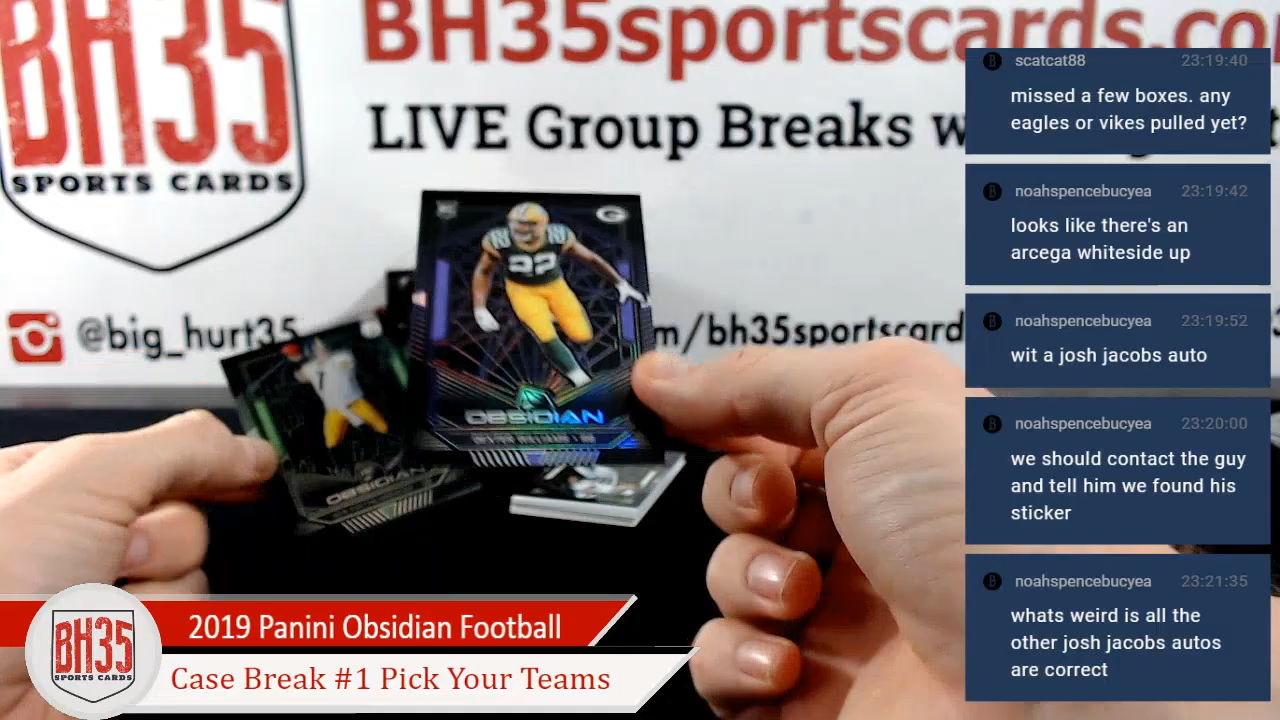 BH35
SPORTS CARDS
BH35sportscards.co
LIVE Group Breaks w
@big_hurt35
m/bh35sportscard
22
G
OBSIDIAN
OBSIDIAN
scatcat88 23:19:40
missed a few boxes. any
eagles or vikes pulled yet?
noahspencebucyea 23:19:42
looks like there's an
arcega whiteside up
noahspencebucyea 23:19:52
wit a josh jacobs auto
noahspencebucyea 23:20:00
we should contact the guy
and tell him we found his
sticker
noahspencebucyea 23:21:35
whats weird is all the
other josh jacobs autos
are correct
BH35
SPORTS CARDS
2019 Panini Obsidian Football
Case Break #1 Pick Your Teams